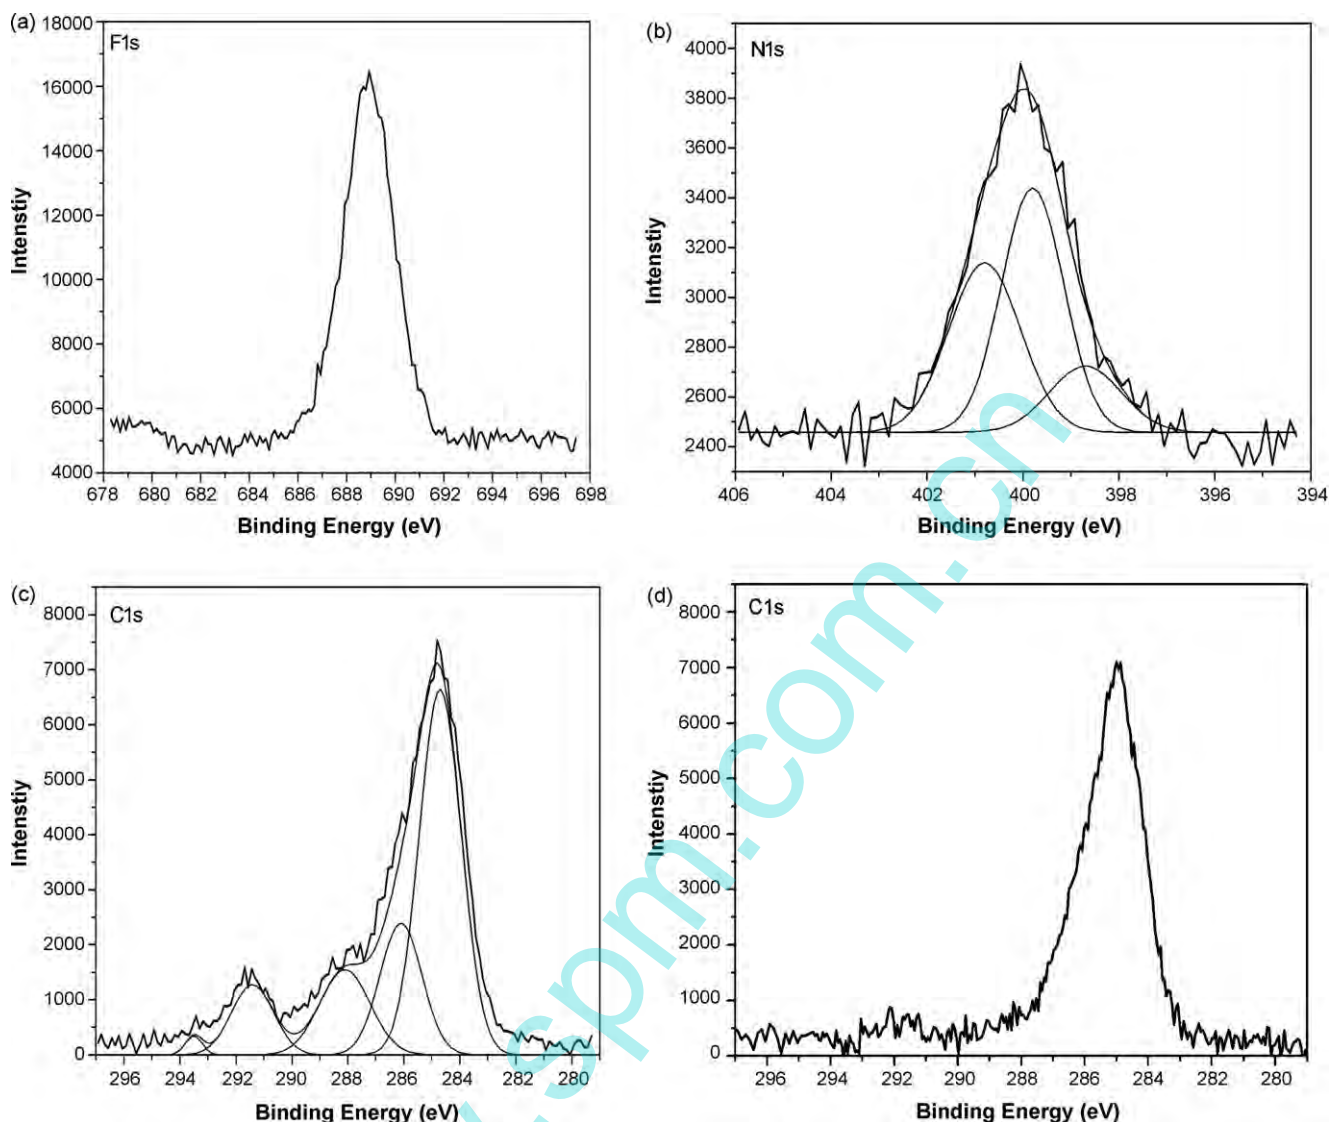 (a)
F1s
18000
16000
14000
12000
10000
8000
6000
4000
678 680 682 684 686 688 690 692 694 696 698
Intenstiy
Binding Energy (eV)
(b)
N1s
4000
3800
3600
3400
3200
3000
2800
2600
2400
406 404 402 400 398 396 394
Intenstiy
Binding Energy (eV)
(c)
C1s
8000
7000
6000
5000
4000
3000
2000
1000
0
296 294 292 290 288 286 284 282 280
Intenstiy
Binding Energy (eV)
(d)
C1s
8000
7000
6000
5000
4000
3000
2000
1000
0
296 294 292 290 288 286 284 282 280
Intenstiy
Binding Energy (eV)
.spm.com.cn